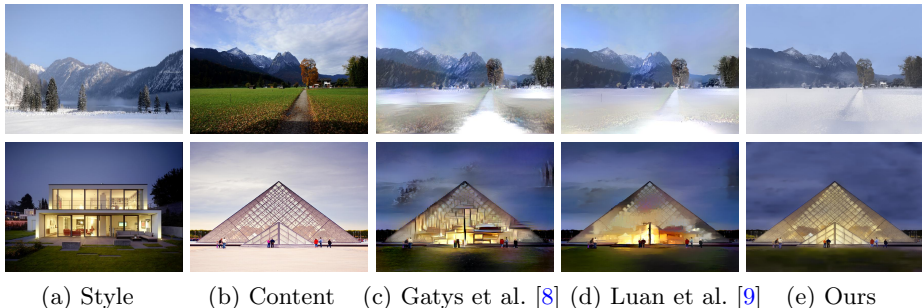 (a) Style (b) Content (c) Gatys et al. [8] (d) Luan et al. [9] (e) Ours